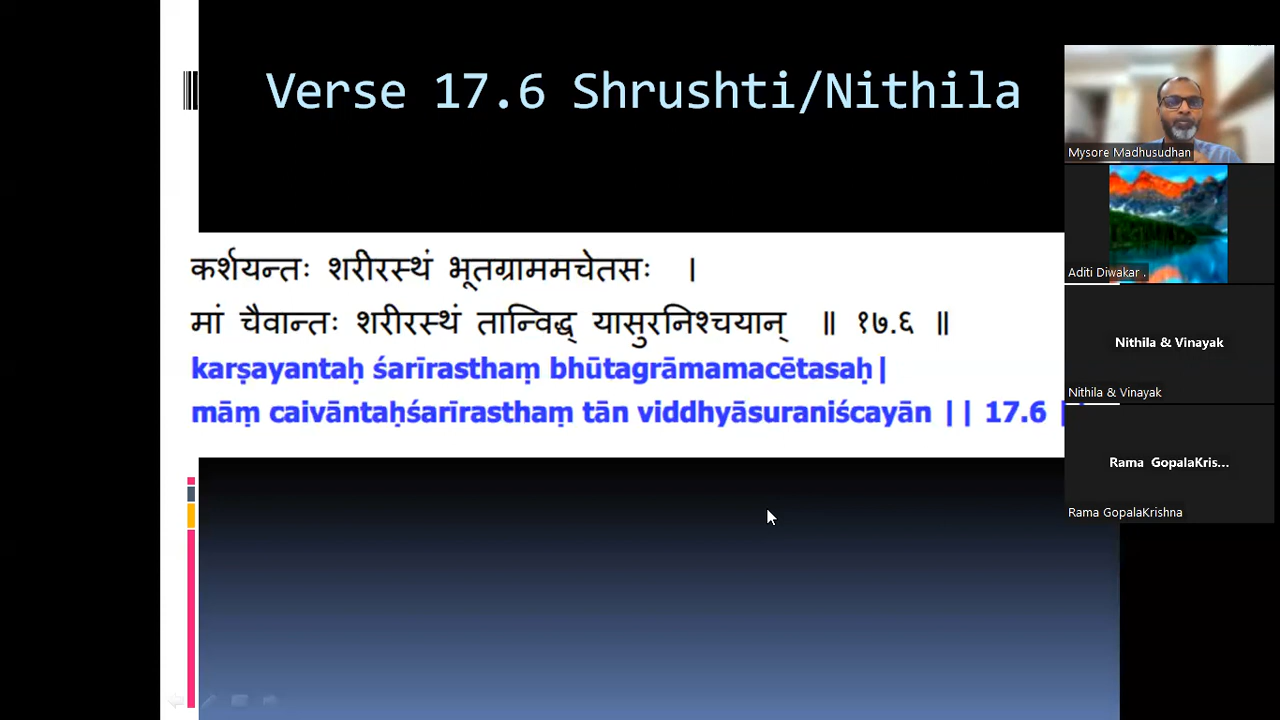 Verse 17.6 Shrushti/Nithila
कर्शयन्तः शरीरस्थं भूतग्राममचेतसः ।
मां चैवान्तः शरीरस्थं तान्विद्ध् यासुरनिश्चयान् ॥ १७.६ ॥
karṣayantaḥ śarīrasthaṃ bhūtagrāmamacētasaḥ|
māṃ caivāntaḥśarīrasthaṃ tān viddhyāsuraniścayān || 17.6 |
Mysore Madhusudhan
Aditi Diwakar .
Nithila & Vinayak
Nithila & Vinayak
Rama GopalaKris...
Rama GopalaKrishna